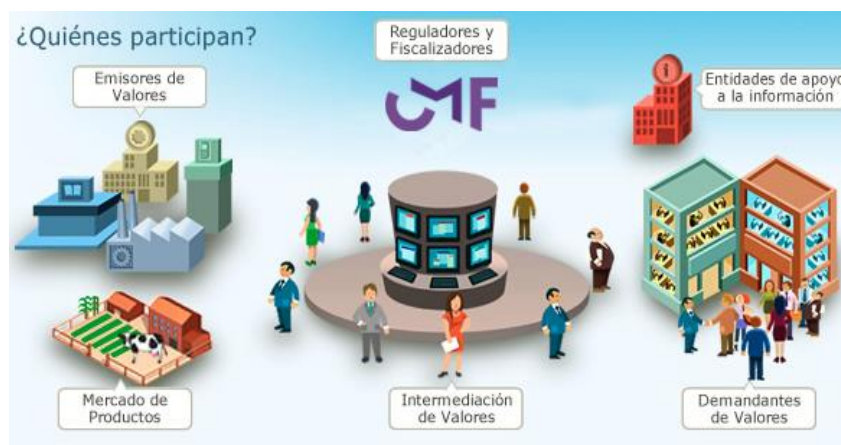 ¿Quiénes participan?
Reguladores y
Fiscalizadores
CMF
Emisores de
Valores
Entidades de apoyo
a la información
i
Mercado de
Productos
Intermediación
de Valores
Demandantes
de Valores